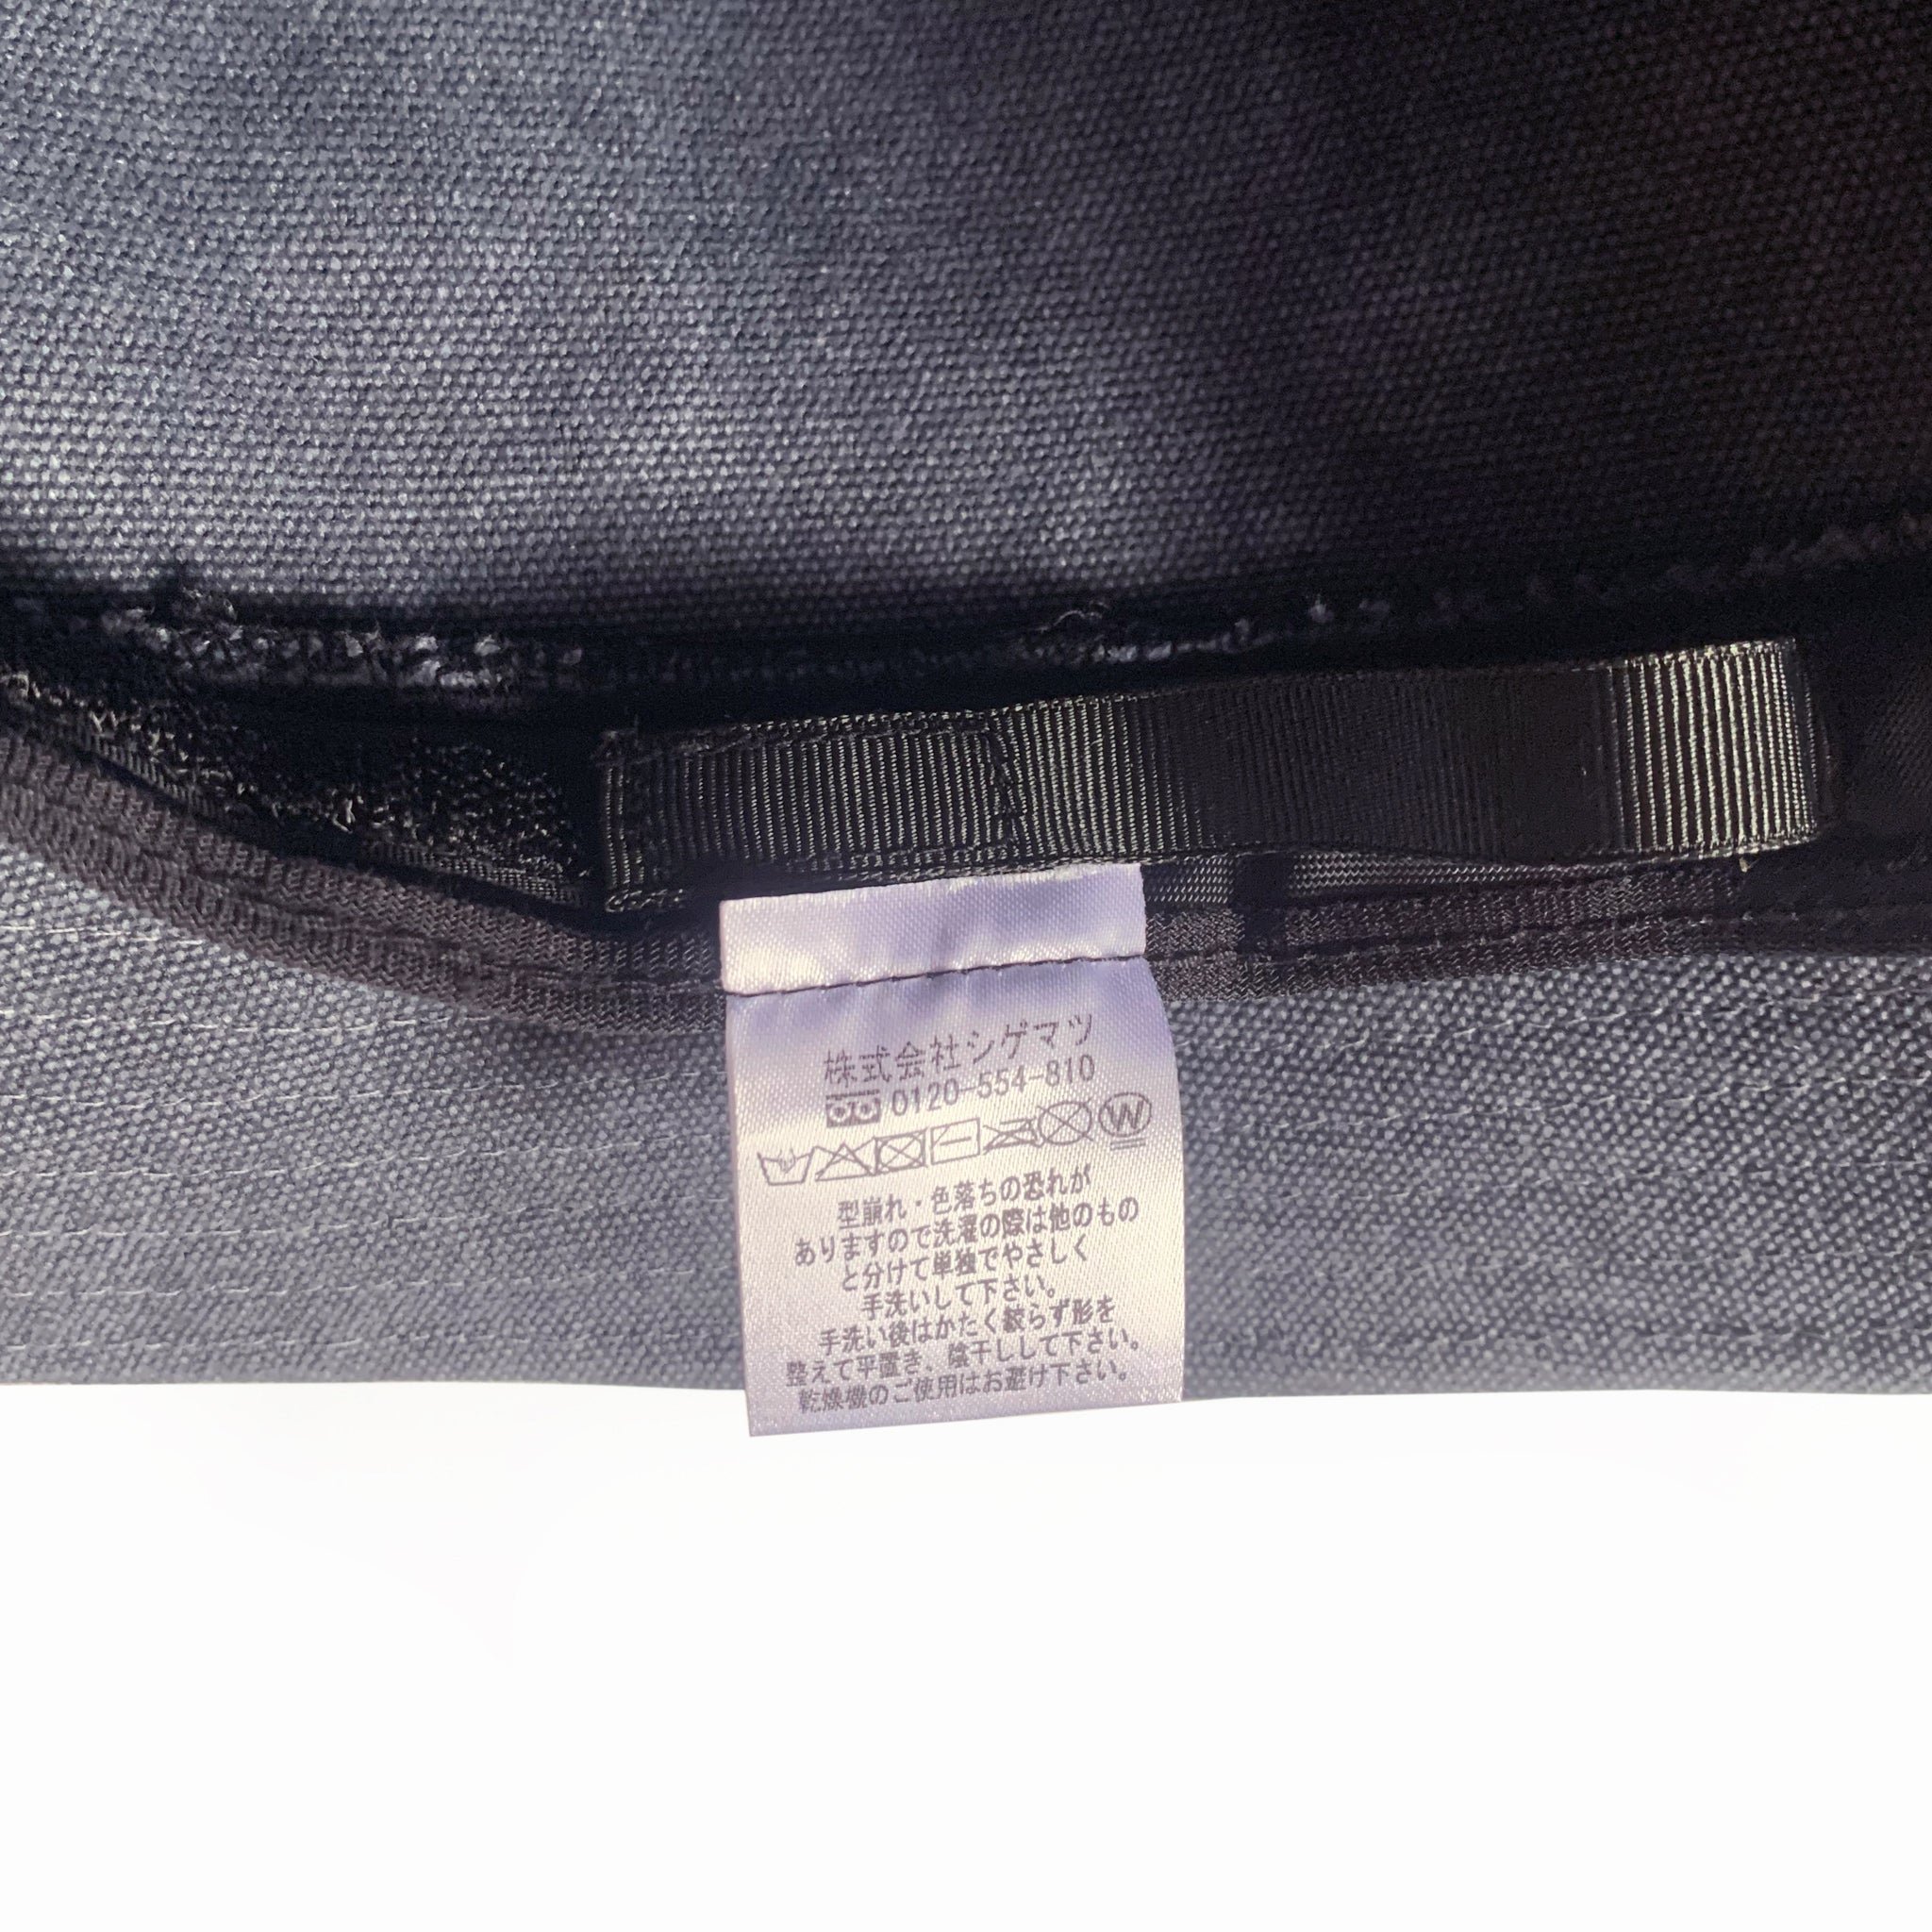 株式会社シゲマツ
0120-554-810
W
型崩れ・色落ちの恐れが
ありますので洗濯の際は他のもの
と分けて単独でやさしく
手洗いして下さい。
手洗い後はかたく絞らず形を
整えて平置き、陰干しして下さい。
乾燥機のご使用はお避け下さい。